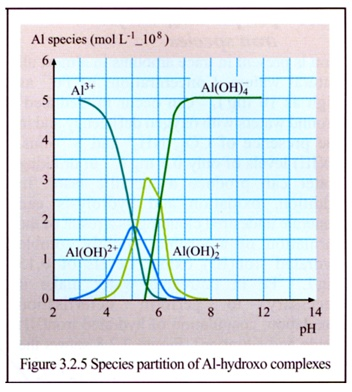 Al species (mol L⁻¹_10⁸)
6
Al³⁺
Al(OH)₄⁻
5
4
3
2
Al(OH)²⁺
Al(OH)₂⁺
1
0
2 4 6 8 10 12 14
pH
Figure 3.2.5 Species partition of Al-hydroxo complexes